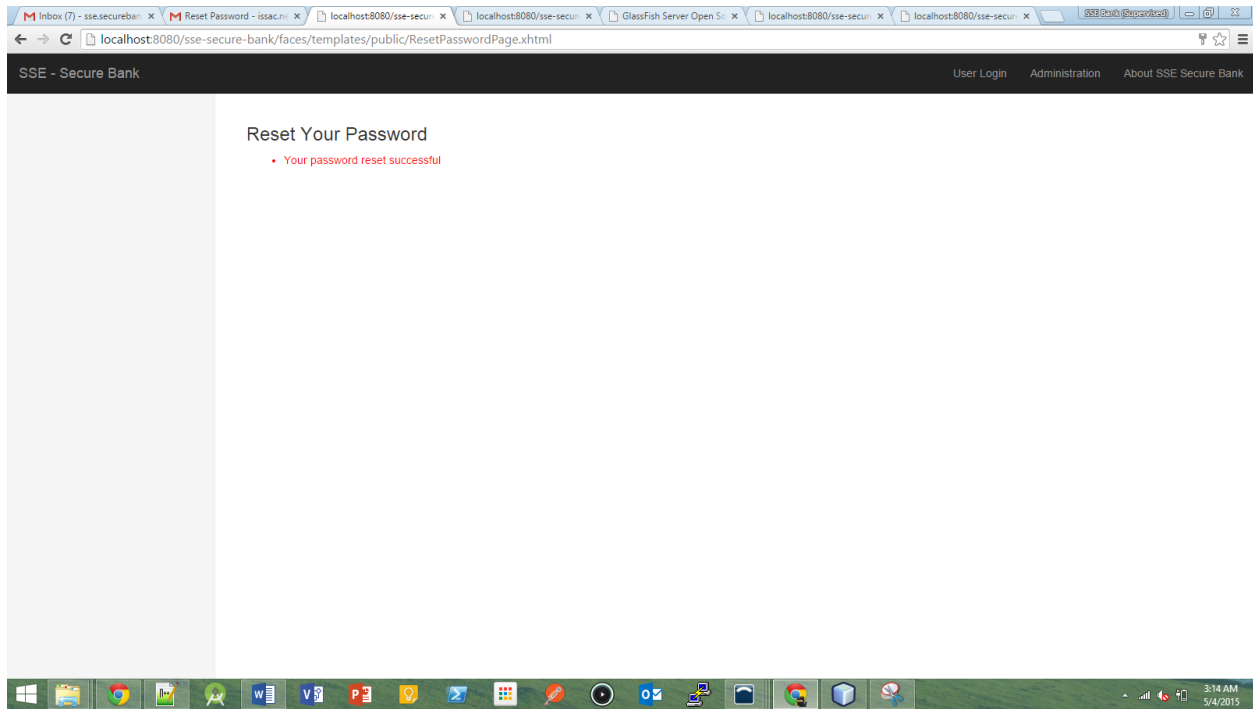 Inbox (7) - sse.secureban
Reset Password - issac.ne
localhost:8080/sse-secur
localhost:8080/sse-secur
GlassFish Server Open Sc
localhost:8080/sse-secur
localhost:8080/sse-secur
SSE Bank (Supervised)
localhost:8080/sse-secure-bank/faces/templates/public/ResetPasswordPage.xhtml
SSE - Secure Bank
User Login
Administration
About SSE Secure Bank
Reset Your Password
• Your password reset successful
3:14 AM
5/4/2015